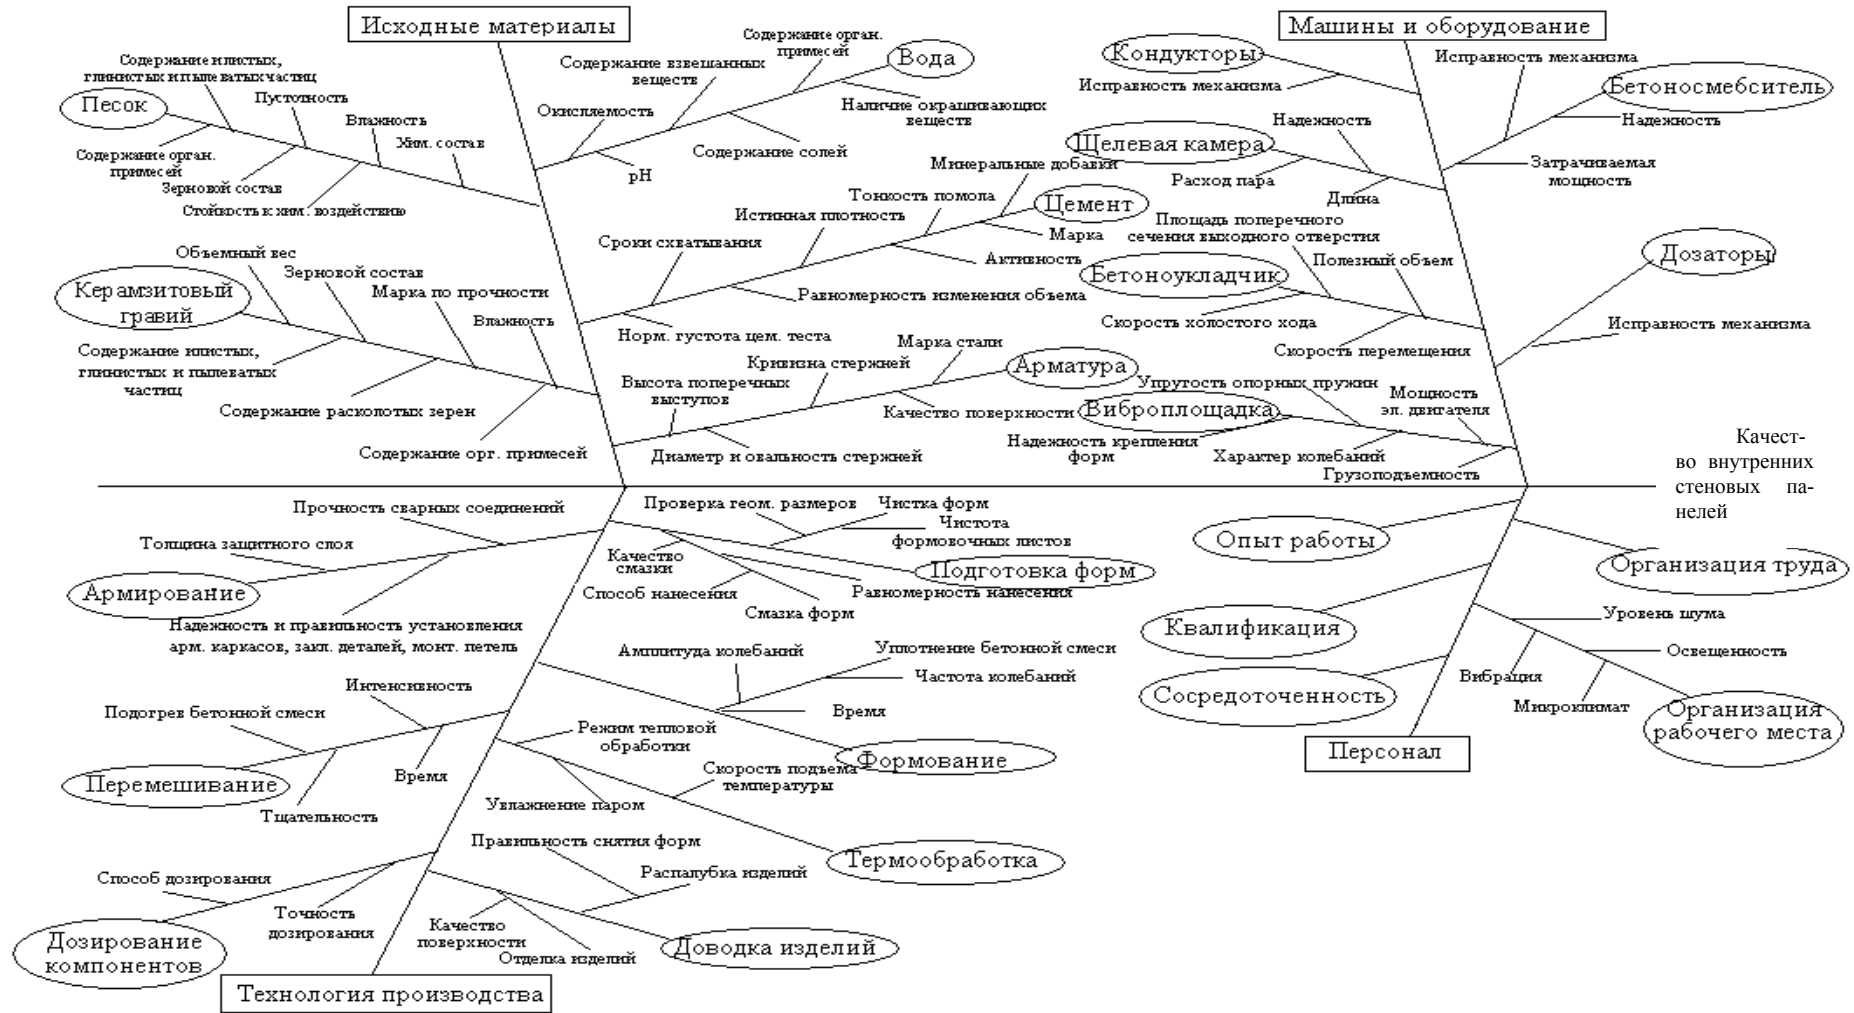 Исходные материалы
Песок
Содержание илистых,
глинистых и пылеватых частиц
Пустотность
Влажность
Хим. состав
Содержание орган.
примесей
Зерновой состав
Стойкость к хим. воздействию
Вода
Содержание орган.
примесей
Содержание взвешанных
веществ
Окисляемость
Наличие окрашивающих
веществ
Содержание солей
pH
Керамзитовый
гравий
Объемный вес
Зерновой состав
Марка по прочности
Влажность
Содержание илистых,
глинистых и пылеватых
частиц
Содержание расколотых зерен
Содержание орг. примесей
Цемент
Минеральные добавки
Тонкость помола
Истинная плотность
Сроки схватывания
Марка
Активность
Равномерность изменения объема
Норм. густота цем. теста
Арматура
Марка стали
Кривизна стержней
Высота поперечных
выступов
Качество поверхности
Диаметр и овальность стержней
Машины и оборудование
Кондукторы
Исправность механизма
Бетоносмебситель
Исправность механизма
Надежность
Затрачиваемая
мощность
Щелевая камера
Надежность
Расход пара
Длина
Бетоноукладчик
Площадь поперечного
сечения выходного отверстия
Полезный объем
Скорость холостого хода
Скорость перемещения
Дозаторы
Исправность механизма
Виброплощадка
Упругость опорных пружин
Мощность
эл. двигателя
Надежность крепления
форм
Характер колебаний
Грузоподъемность
Качест-
во внутренних
стеновых па-
нелей
Армирование
Прочность сварных соединений
Толщина защитного слоя
Надежность и правильность установления
арм. каркасов, закл. деталей, монт. петель
Подготовка форм
Проверка геом. размеров
Чистка форм
Чистота
формовочных листов
Качество
смазки
Способ нанесения
Равномерность нанесения
Смазка форм
Перемешивание
Интенсивность
Подогрев бетонной смеси
Время
Тщательность
Формование
Амплитуда колебаний
Уплотнение бетонной смеси
Частота колебаний
Время
Термообработка
Режим тепловой
обработки
Скорость подъема
температуры
Увлажнение паром
Дозирование
компонентов
Способ дозирования
Точность
дозирования
Доводка изделий
Правильность снятия форм
Распалубка изделий
Качество
поверхности
Отделка изделий
Технология производства
Опыт работы
Организация труда
Квалификация
Сосредоточенность
Уровень шума
Освещенность
Вибрация
Микроклимат
Организация
рабочего места
Персонал